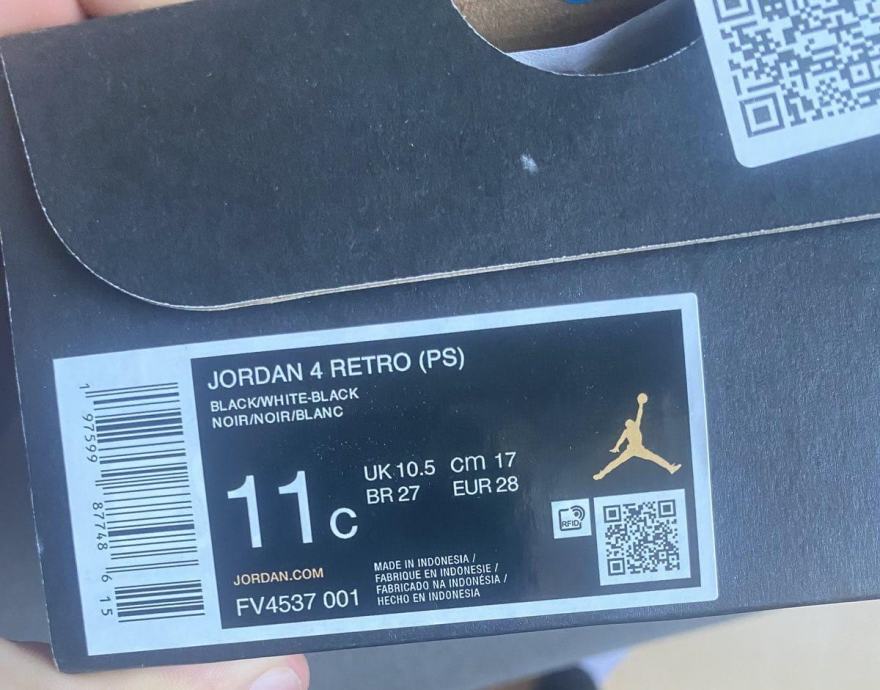 JORDAN 4 RETRO (PS)
BLACK/WHITE-BLACK
NOIR/NOIR/BLANC
11c
UK 10.5 cm 17
BR 27 EUR 28
RFID
JORDAN.COM
FV4537 001
MADE IN INDONESIA /
FABRIQUE EN INDONESIE /
FABRICADO NA INDONÉSIA /
HECHO EN INDONESIA
1 97599 87748 6 15